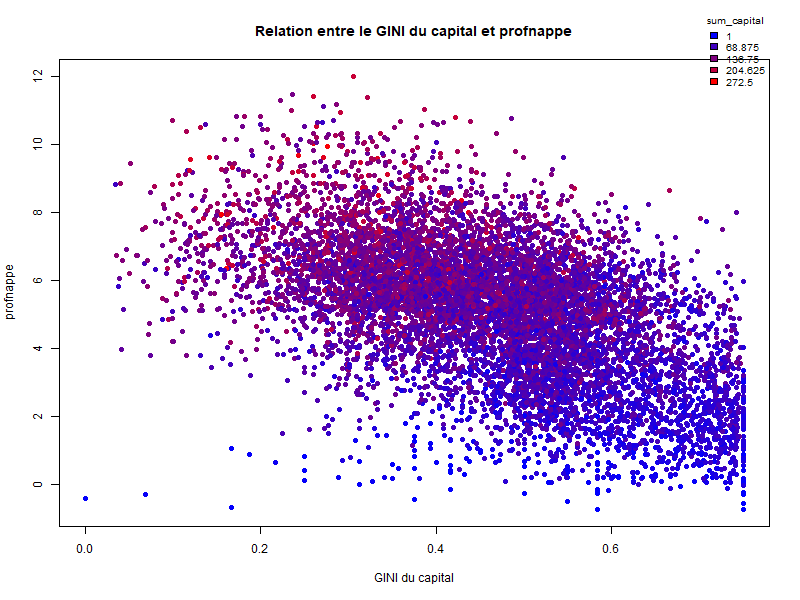 Relation entre le GINI du capital et profnappe
sum_capital
1
68.875
136.75
204.625
272.5
profnappe
12
10
8
6
4
2
0
0.0 0.2 0.4 0.6
GINI du capital